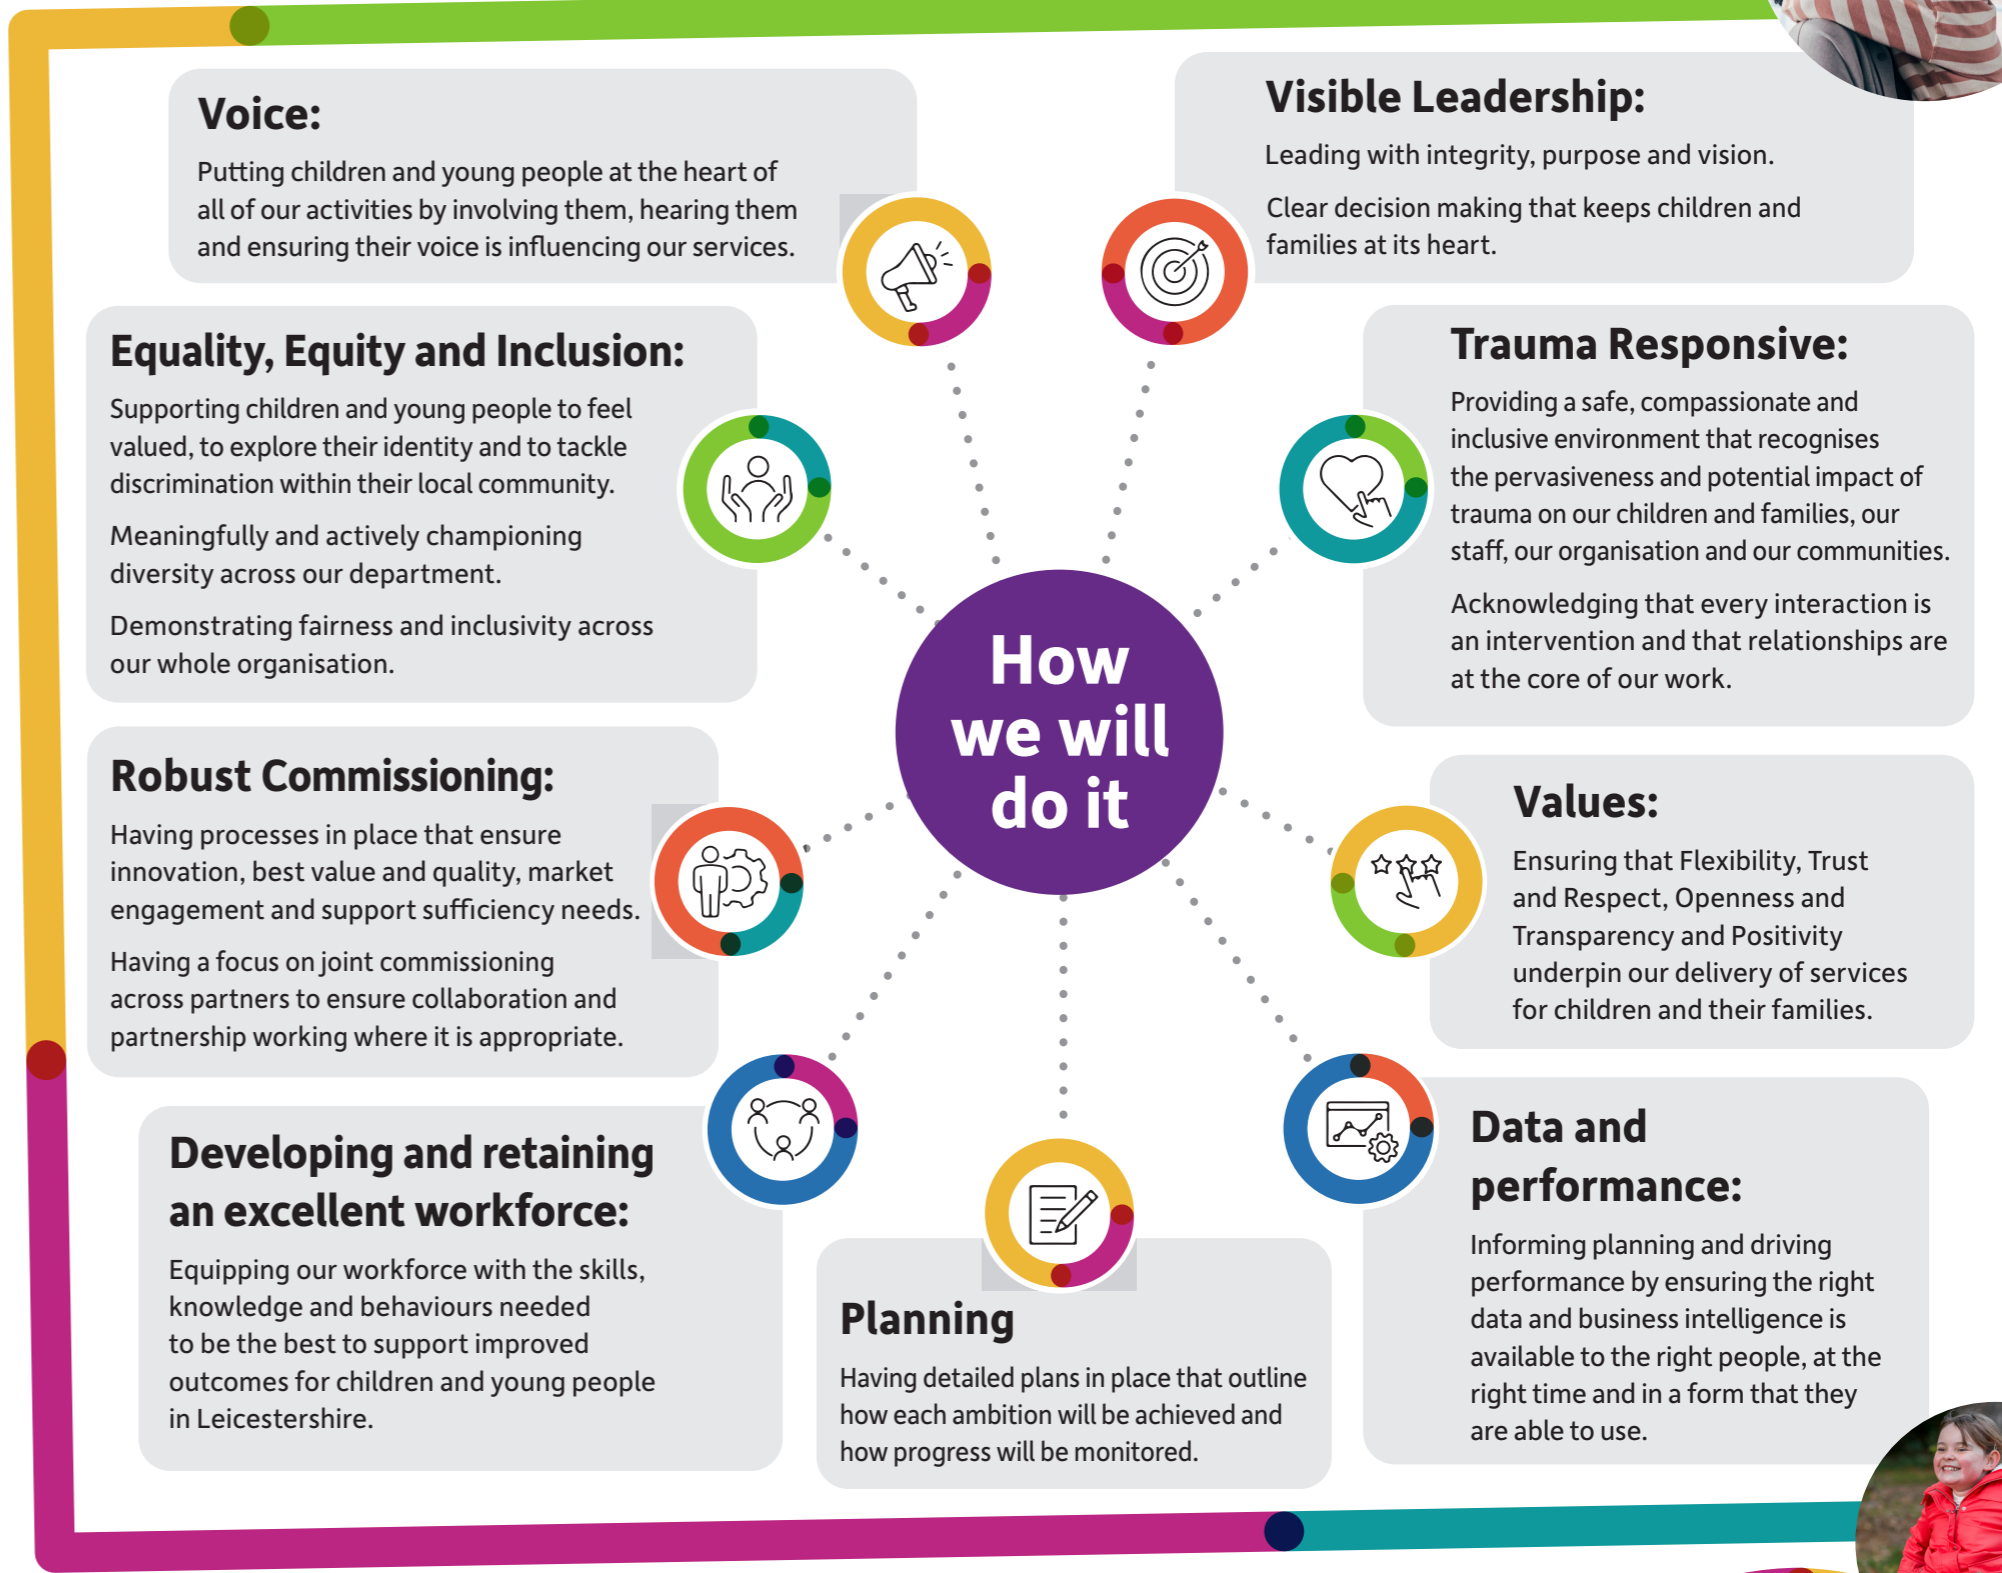 Voice:
Putting children and young people at the heart of
all of our activities by involving them, hearing them
and ensuring their voice is influencing our services.
Visible Leadership:
Leading with integrity, purpose and vision.
Clear decision making that keeps children and
families at its heart.
Equality, Equity and Inclusion:
Supporting children and young people to feel
valued, to explore their identity and to tackle
discrimination within their local community.
Meaningfully and actively championing
diversity across our department.
Demonstrating fairness and inclusivity across
our whole organisation.
Trauma Responsive:
Providing a safe, compassionate and
inclusive environment that recognises
the pervasiveness and potential impact of
trauma on our children and families, our
staff, our organisation and our communities.
Acknowledging that every interaction is
an intervention and that relationships are
at the core of our work.
How
we will
do it
Robust Commissioning:
Having processes in place that ensure
innovation, best value and quality, market
engagement and support sufficiency needs.
Having a focus on joint commissioning
across partners to ensure collaboration and
partnership working where it is appropriate.
Values:
Ensuring that Flexibility, Trust
and Respect, Openness and
Transparency and Positivity
underpin our delivery of services
for children and their families.
Developing and retaining
an excellent workforce:
Equipping our workforce with the skills,
knowledge and behaviours needed
to be the best to support improved
outcomes for children and young people
in Leicestershire.
Planning
Having detailed plans in place that outline
how each ambition will be achieved and
how progress will be monitored.
Data and
performance:
Informing planning and driving
performance by ensuring the right
data and business intelligence is
available to the right people, at the
right time and in a form that they
are able to use.